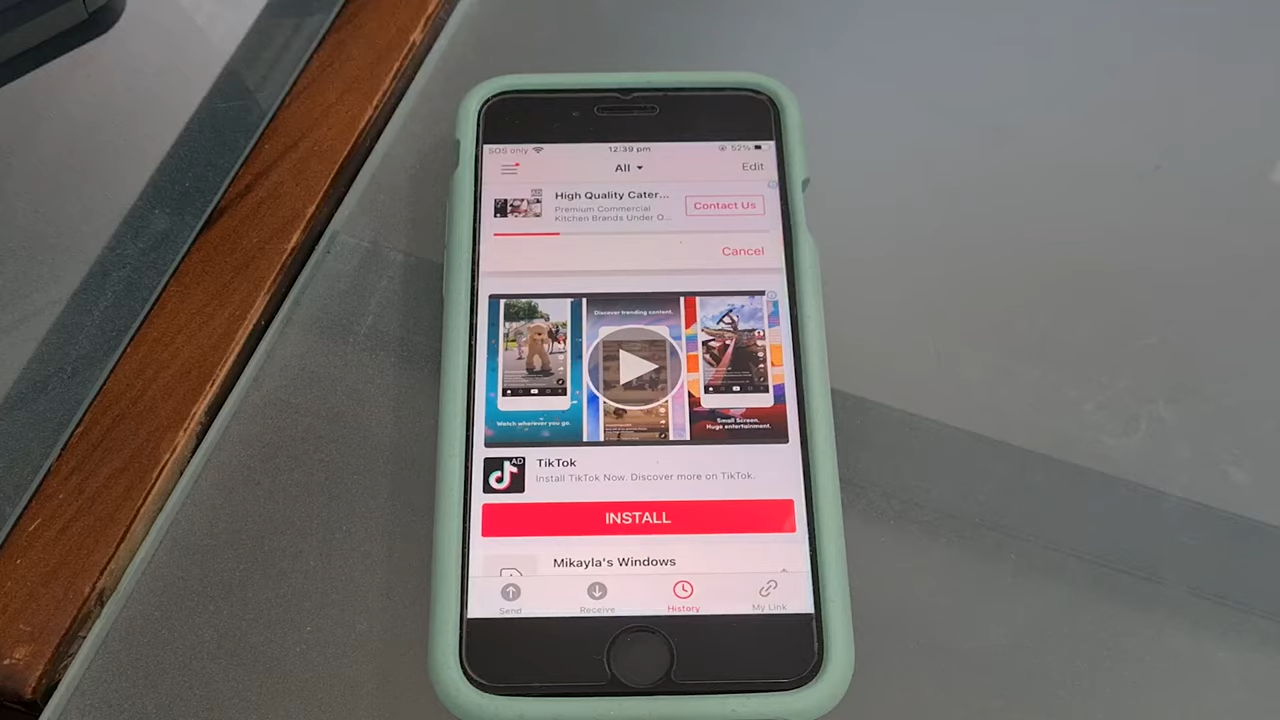 SOS only 12:39 pm 52%
All Edit
AD
High Quality Cater...
Premium Commercial
Kitchen Brands Under O...
Contact Us
Cancel
Discover trending content.
Watch wherever you go.
Small Screen,
Huge entertainment.
AD
TikTok
Install TikTok Now. Discover more on TikTok.
INSTALL
Mikayla's Windows
Send Receive History My Link